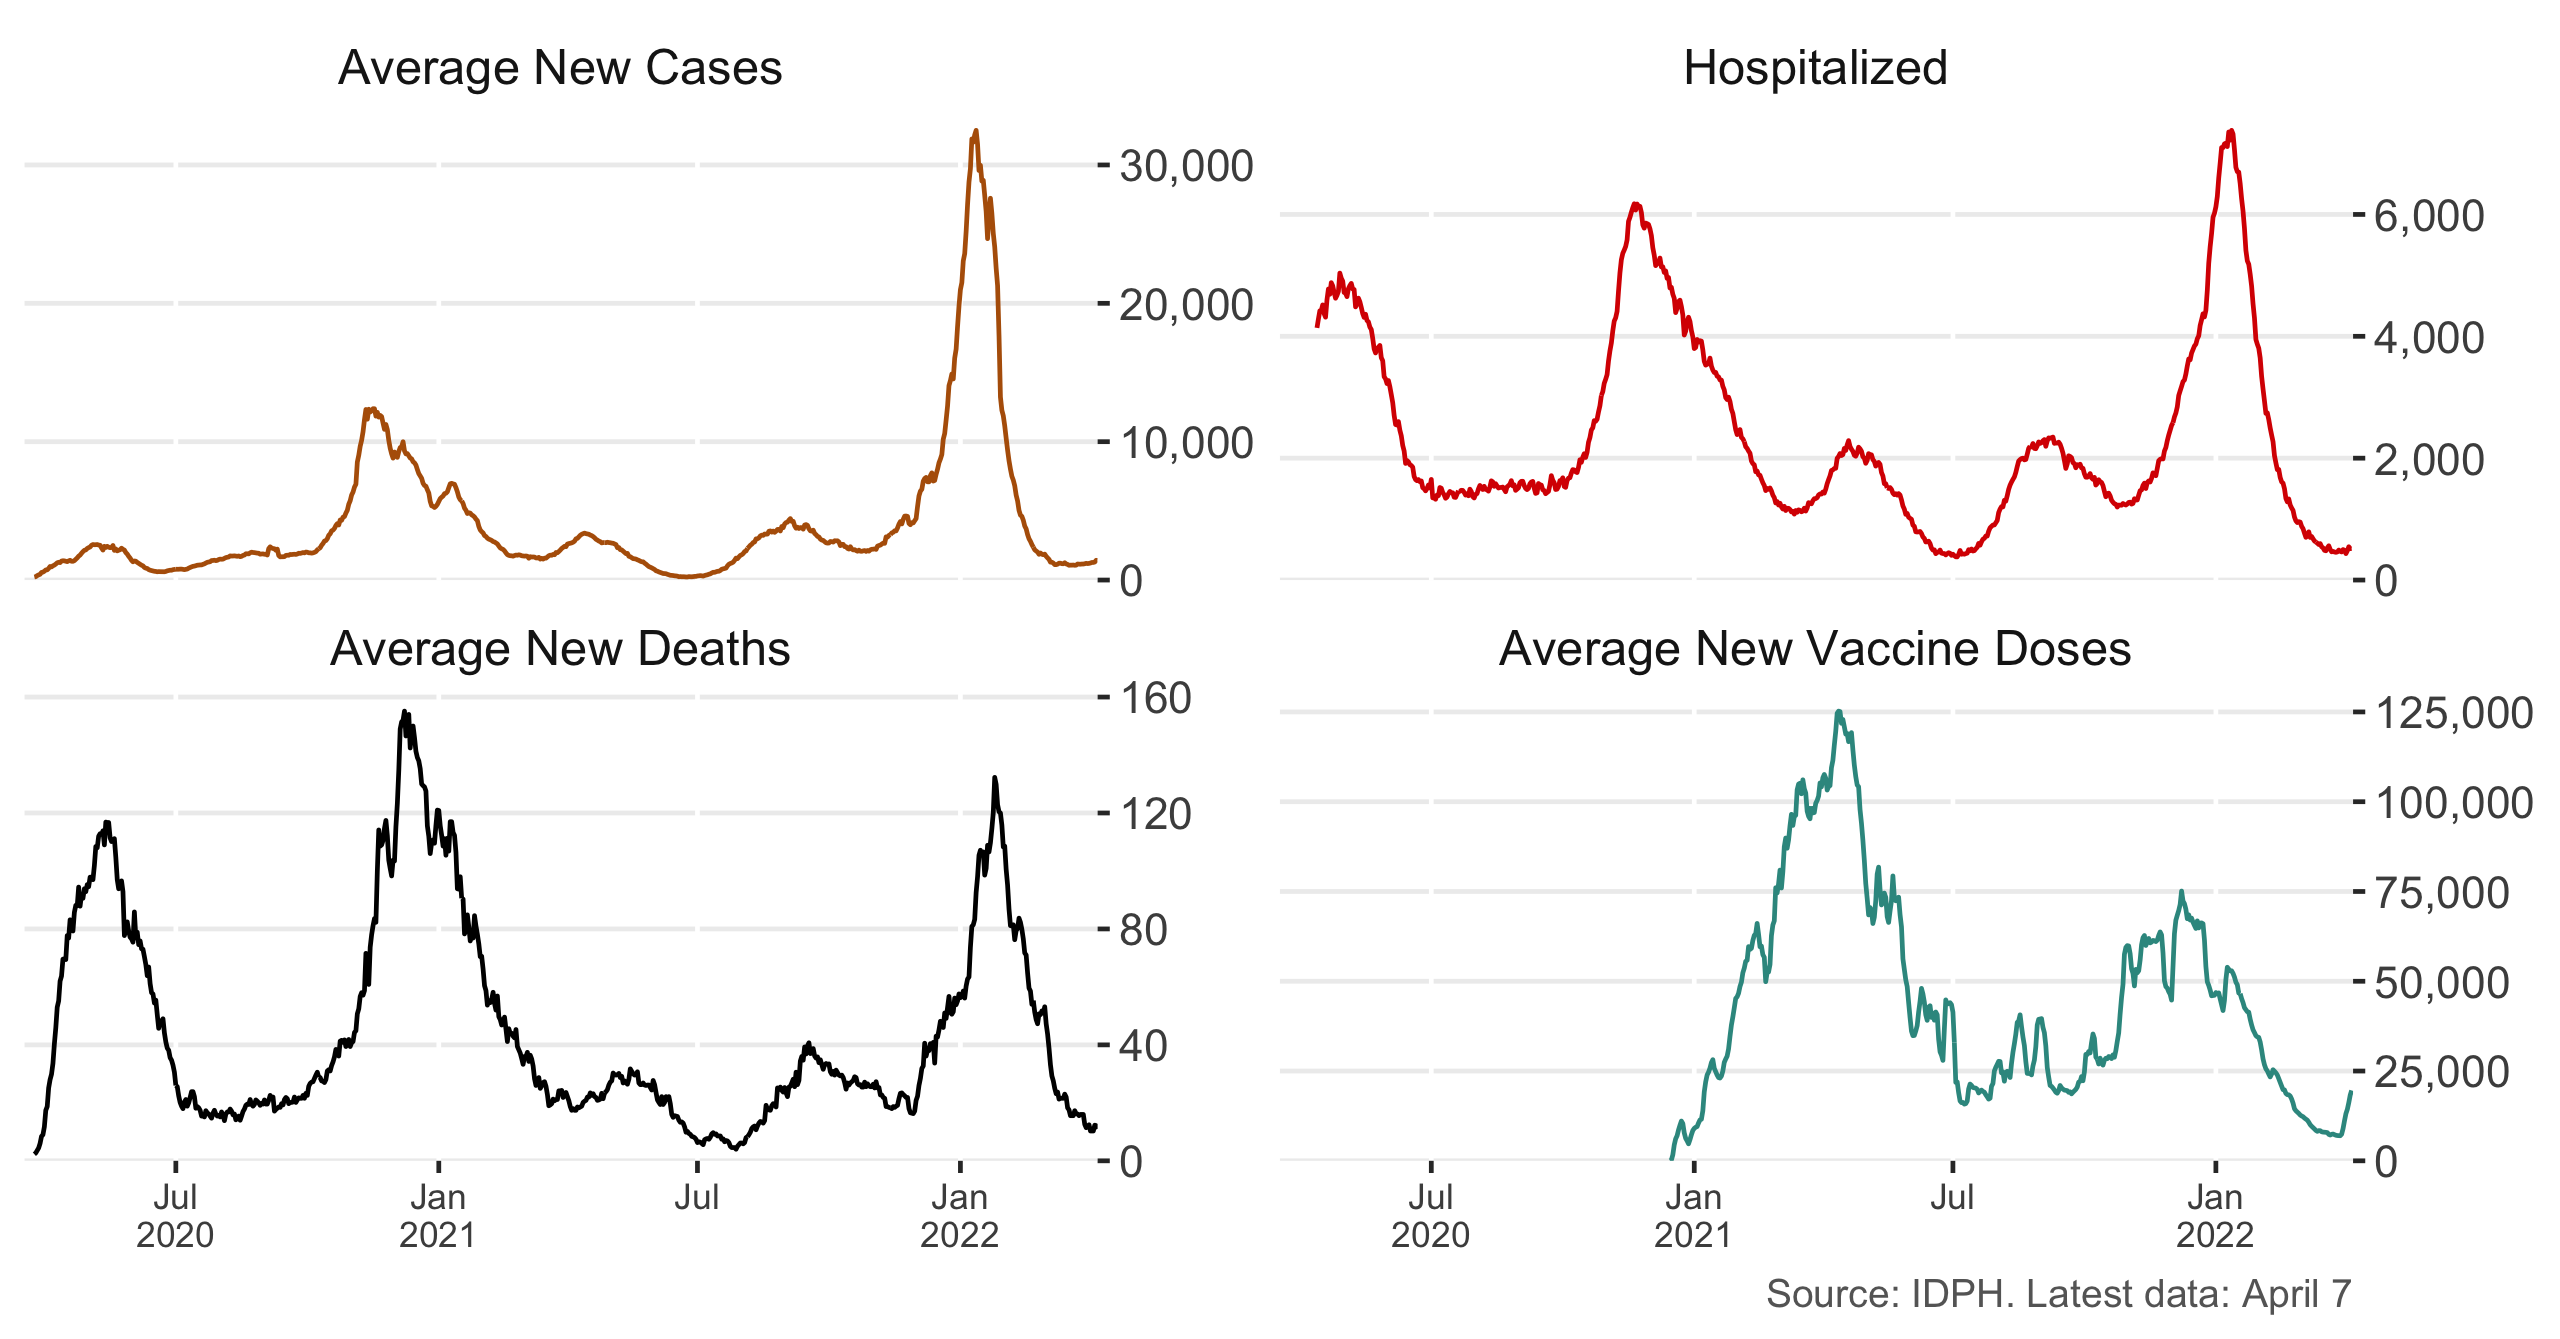 Average New Cases
30,000
20,000
10,000
0
Hospitalized
6,000
4,000
2,000
0
Average New Deaths
160
120
80
40
0
Jul
2020
Jan
2021
Jul
Jan
2022
Average New Vaccine Doses
125,000
100,000
75,000
50,000
25,000
0
Jul
2020
Jan
2021
Jul
Jan
2022
Source: IDPH. Latest data: April 7